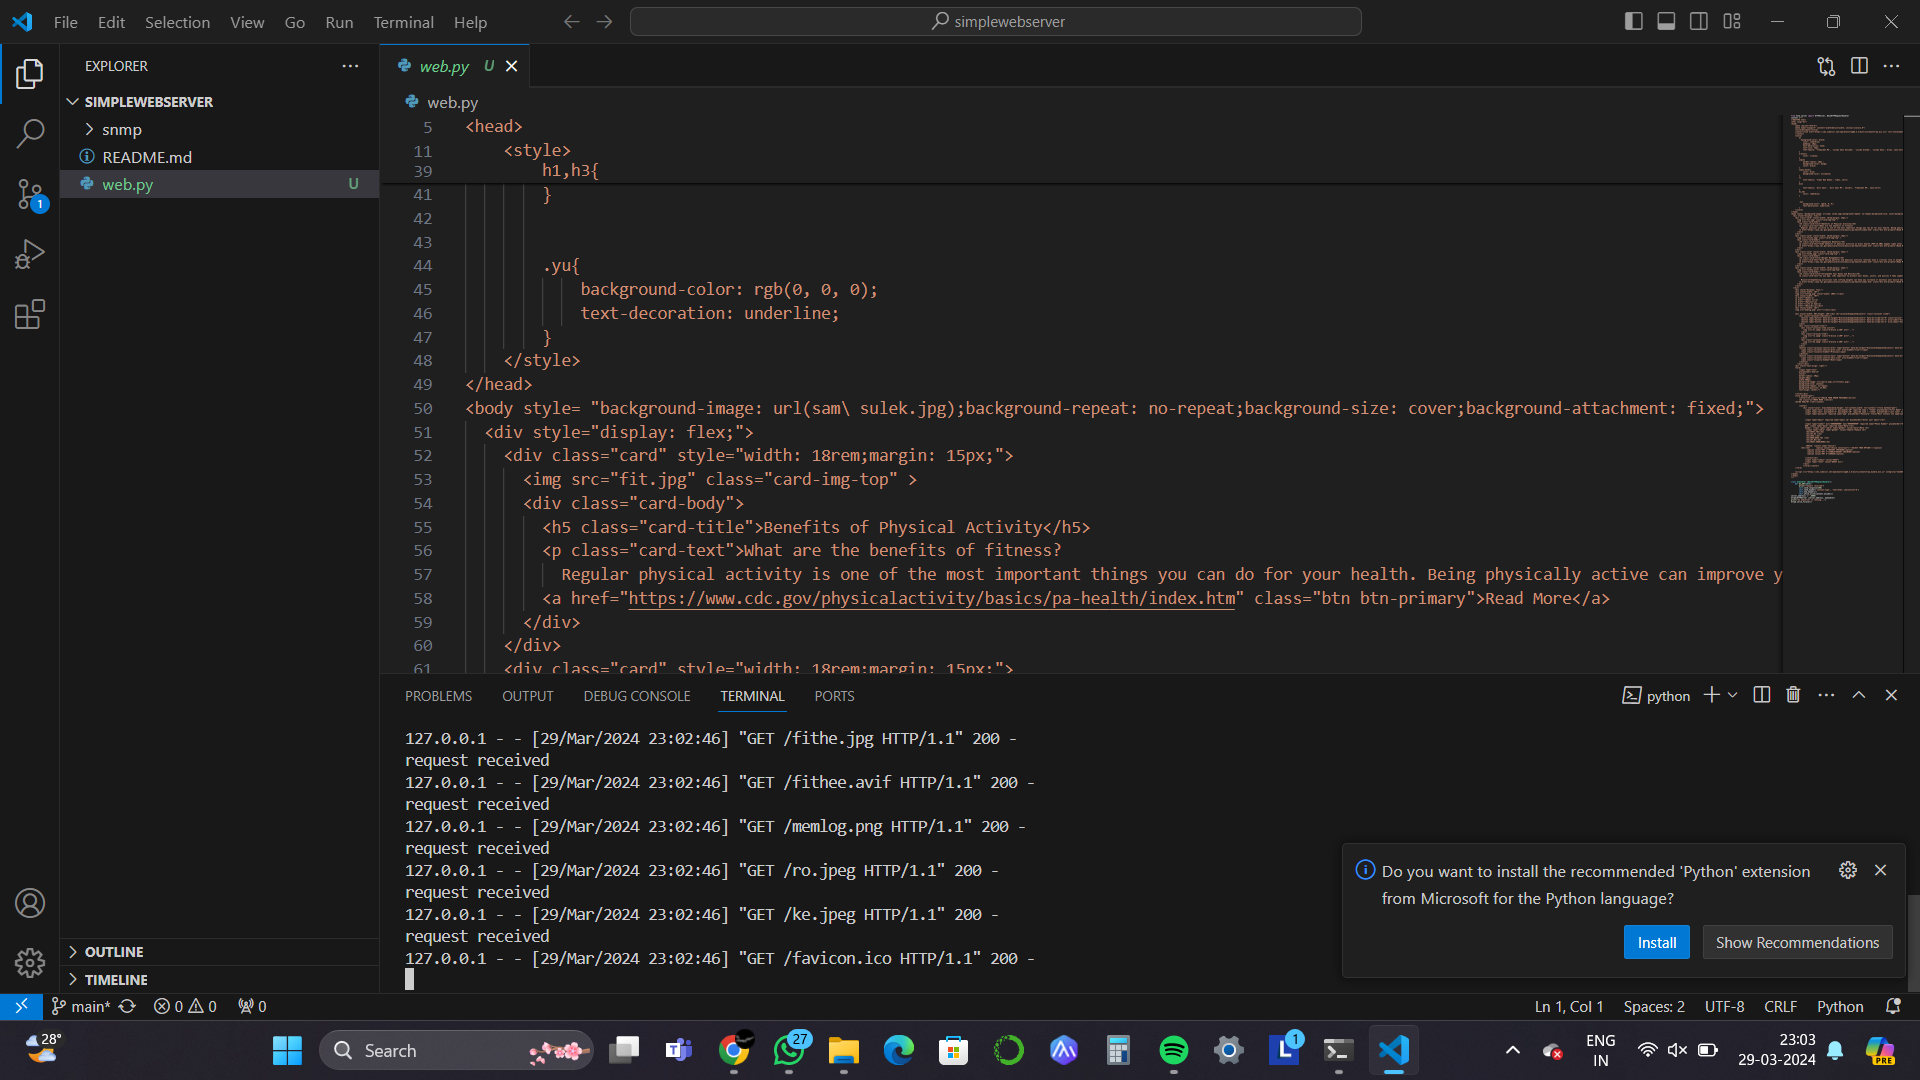 File Edit Selection View Go Run Terminal Help
simplewebserver
EXPLORER
SIMPLEWEBSERVER
snmp
README.md
web.py U
1
OUTLINE
TIMELINE
web.py U
web.py
5 <head>
11 <style>
39 h1,h3{
41 }
42
43
44 .yu{
45 background-color: rgb(0, 0, 0);
46 text-decoration: underline;
47 }
48 </style>
49 </head>
50 <body style= "background-image: url(sam\ sulek.jpg);background-repeat: no-repeat;background-size: cover;background-attachment: fixed;">
51 <div style="display: flex;">
52 <div class="card" style="width: 18rem;margin: 15px;">
53 <img src="fit.jpg" class="card-img-top" >
54 <div class="card-body">
55 <h5 class="card-title">Benefits of Physical Activity</h5>
56 <p class="card-text">What are the benefits of fitness?
57 Regular physical activity is one of the most important things you can do for your health. Being physically active can improve y
58 <a href="https://www.cdc.gov/physicalactivity/basics/pa-health/index.htm" class="btn btn-primary">Read More</a>
59 </div>
60 </div>
61 <div class="card" style="width: 18rem;margin: 15px;">
PROBLEMS OUTPUT DEBUG CONSOLE TERMINAL PORTS
python
127.0.0.1 - - [29/Mar/2024 23:02:46] "GET /fithe.jpg HTTP/1.1" 200 -
request received
127.0.0.1 - - [29/Mar/2024 23:02:46] "GET /fithee.avif HTTP/1.1" 200 -
request received
127.0.0.1 - - [29/Mar/2024 23:02:46] "GET /memlog.png HTTP/1.1" 200 -
request received
127.0.0.1 - - [29/Mar/2024 23:02:46] "GET /ro.jpeg HTTP/1.1" 200 -
request received
127.0.0.1 - - [29/Mar/2024 23:02:46] "GET /ke.jpeg HTTP/1.1" 200 -
request received
127.0.0.1 - - [29/Mar/2024 23:02:46] "GET /favicon.ico HTTP/1.1" 200 -
Do you want to install the recommended 'Python' extension
from Microsoft for the Python language?
Install Show Recommendations
main* 0 0 0
Ln 1, Col 1 Spaces: 2 UTF-8 CRLF Python
28°
Search
27
L 1
PRE
ENG
IN
23:03
29-03-2024